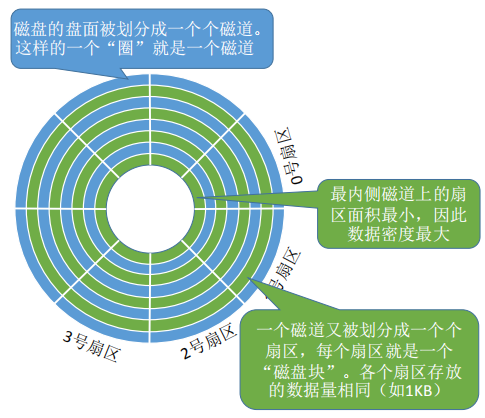 磁盘的盘面被划分成一个个磁道。
这样的一个“圈”就是一个磁道
0号扇区
最内侧磁道上的扇
区面积最小，因此
数据密度最大
号扇区
2号扇区
3号扇区
一个磁道又被划分成一个个
扇区，每个扇区就是一个
“磁盘块”。各个扇区存放
的数据量相同（如1KB）